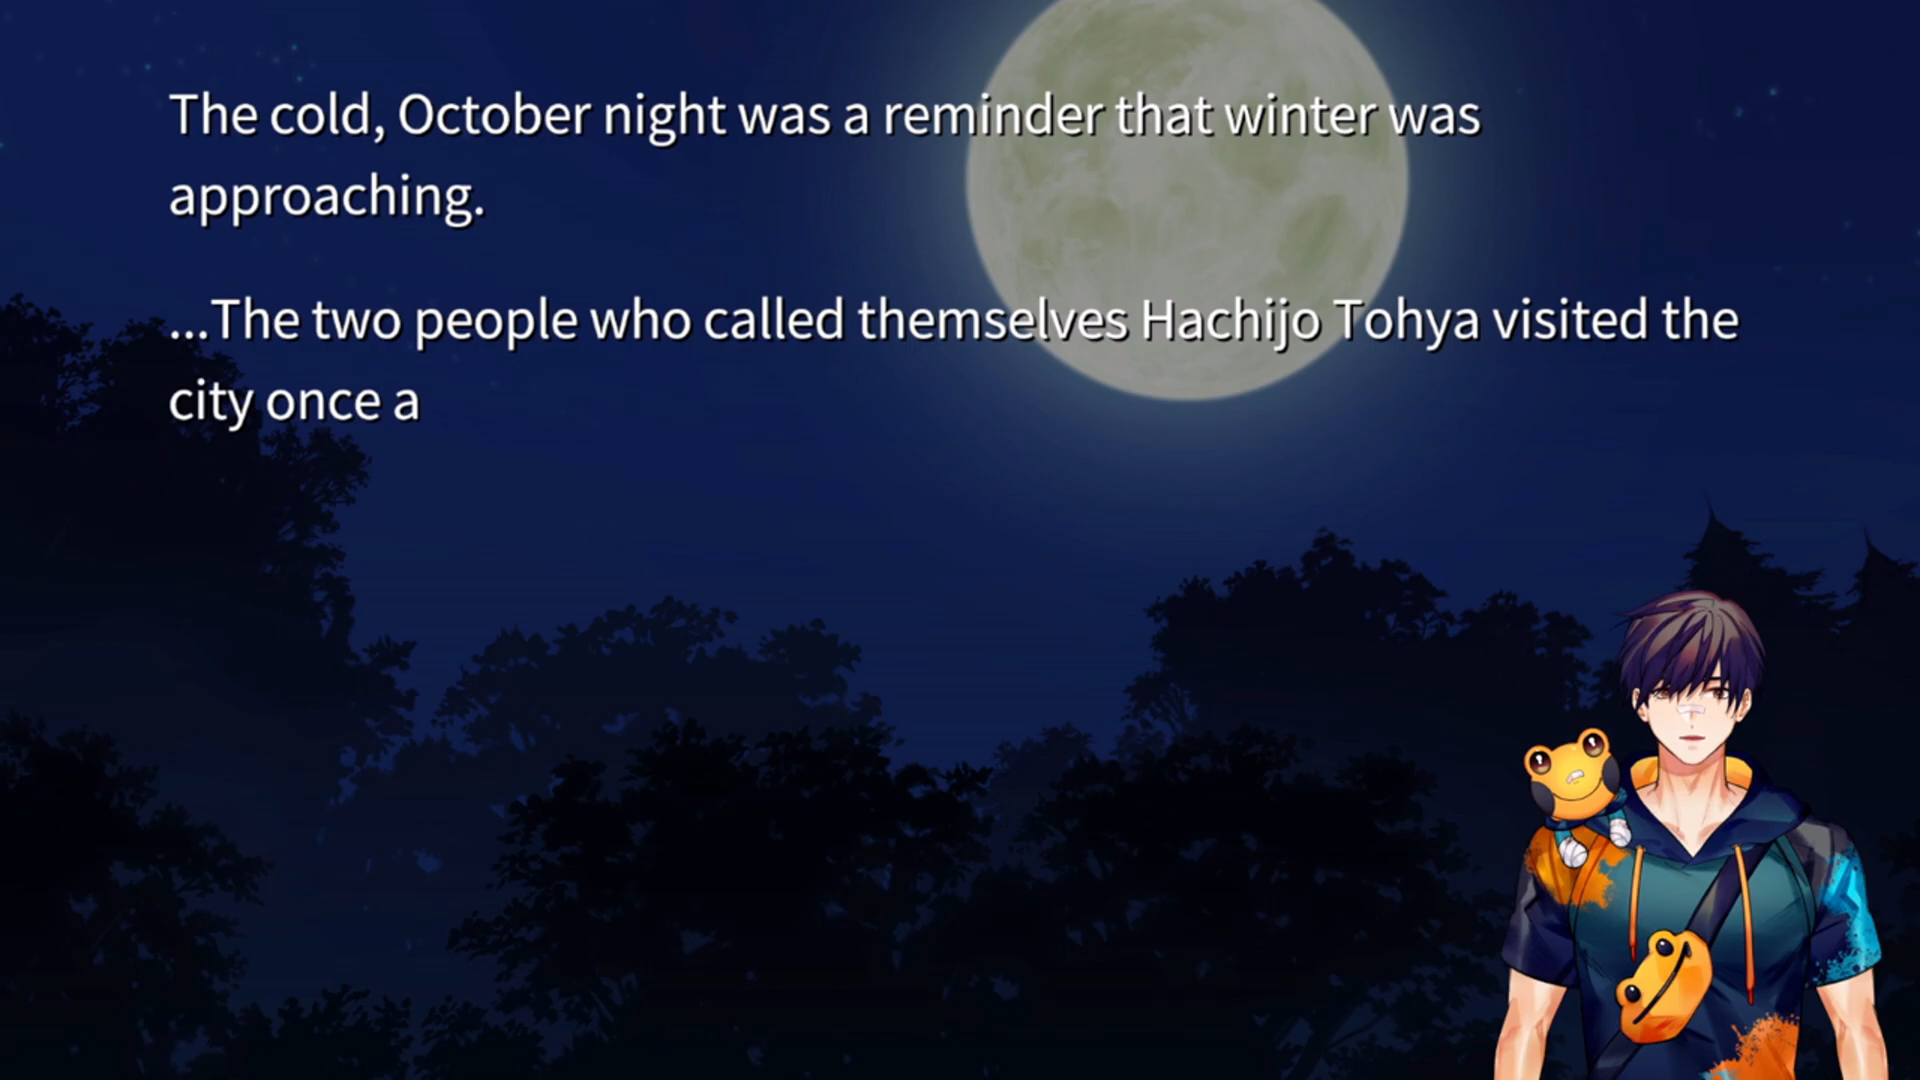 The cold, October night was a reminder that winter was
approaching.
...The two people who called themselves Hachijo Tohya visited the
city once a